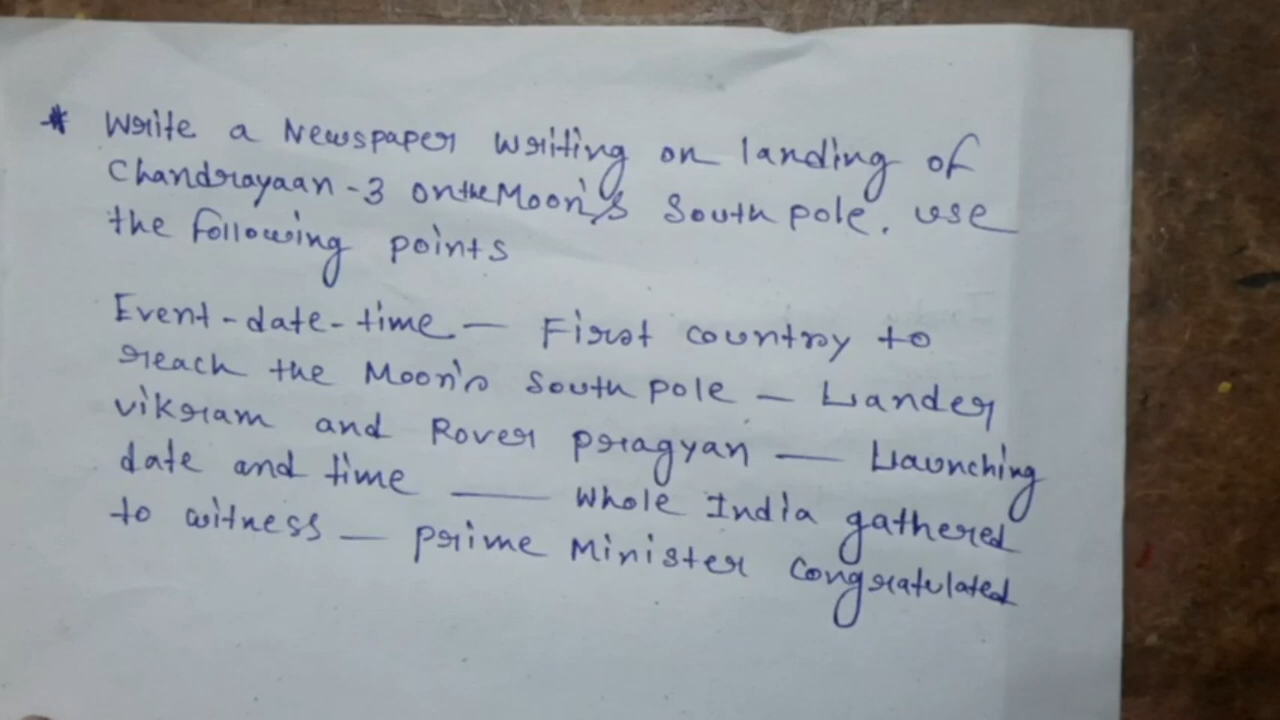 * Write a Newspaper writing on landing of
Chandrayaan-3 on the Moon's South pole. use
the following points
Event-date-time - First country to
reach the Moon's South pole - Lander
vikram and Rover pragyan - Launching
date and time - Whole India gathered
to witness - prime Minister congratulated